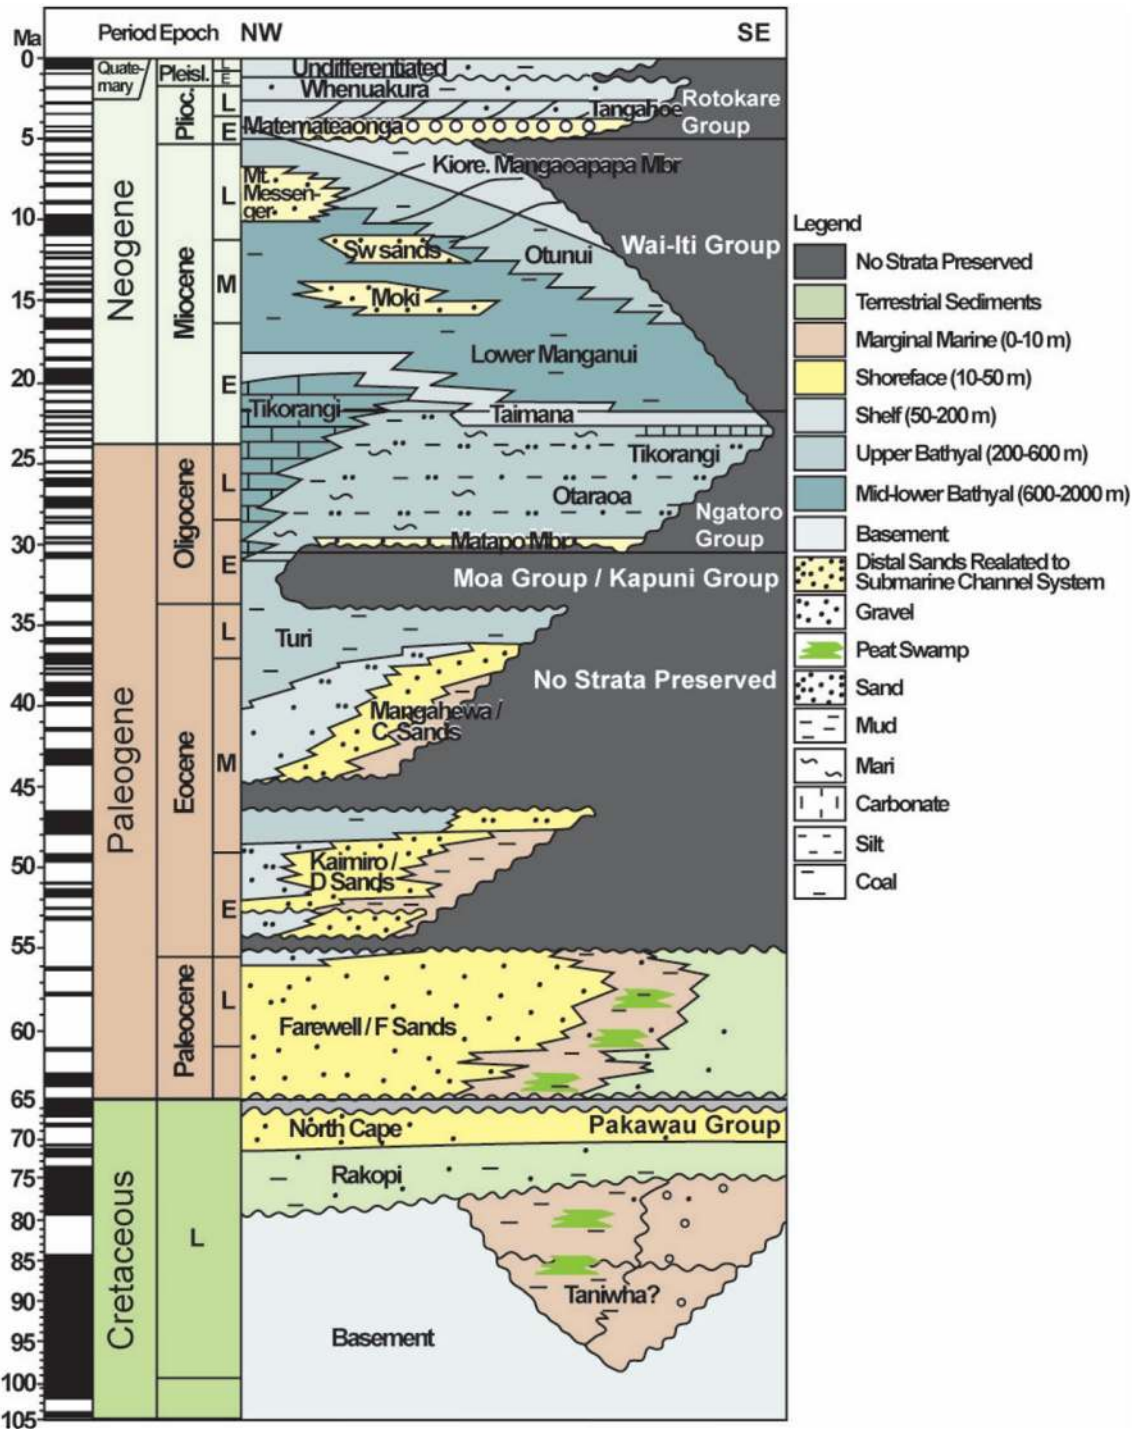 Ma Period Epoch NW SE
0
5
10
15
20
25
30
35
40
45
50
55
60
65
70
75
80
85
90
95
100
105
Quate-
mary
Neogene
Paleogene
Cretaceous
Pleisl.
Plioc.
Miocene
Oligocene
Eocene
Paleocene
L
E
L
E
L
M
E
L
E
L
M
E
L
L
Undifferentiated
Whenuakura
Tangahoe
Rotokare
Group
Matemateaonga
Kiore. Mangaoapapa Mbr
Mt.
Messen-
ger
Wai-Iti Group
Sw sands
Otunui
Moki
Lower Manganui
Tikorangi
Taimana
Tikorangi
Otaraoa
Ngatoro
Group
Matapo Mbr
Moa Group / Kapuni Group
Turi
No Strata Preserved
Mangahewa /
C Sands
Kaimiro /
D Sands
Farewell / F Sands
North Cape
Pakawau Group
Rakopi
Taniwha?
Basement
Legend
No Strata Preserved
Terrestrial Sediments
Marginal Marine (0-10 m)
Shoreface (10-50 m)
Shelf (50-200 m)
Upper Bathyal (200-600 m)
Mid-lower Bathyal (600-2000 m)
Basement
Distal Sands Realated to
Submarine Channel System
Gravel
Peat Swamp
Sand
Mud
Mari
Carbonate
Silt
Coal